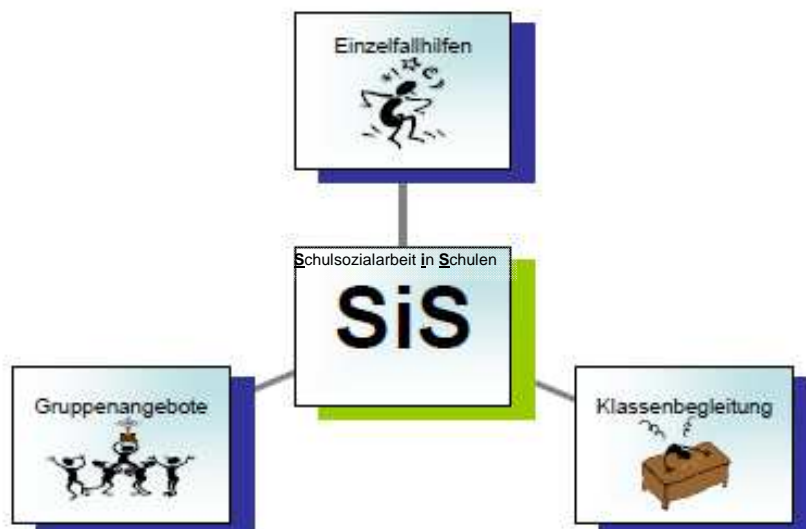 Einzelfallhilfen
Schulsozialarbeit in Schulen
SiS
Gruppenangebote
Klassenbegleitung